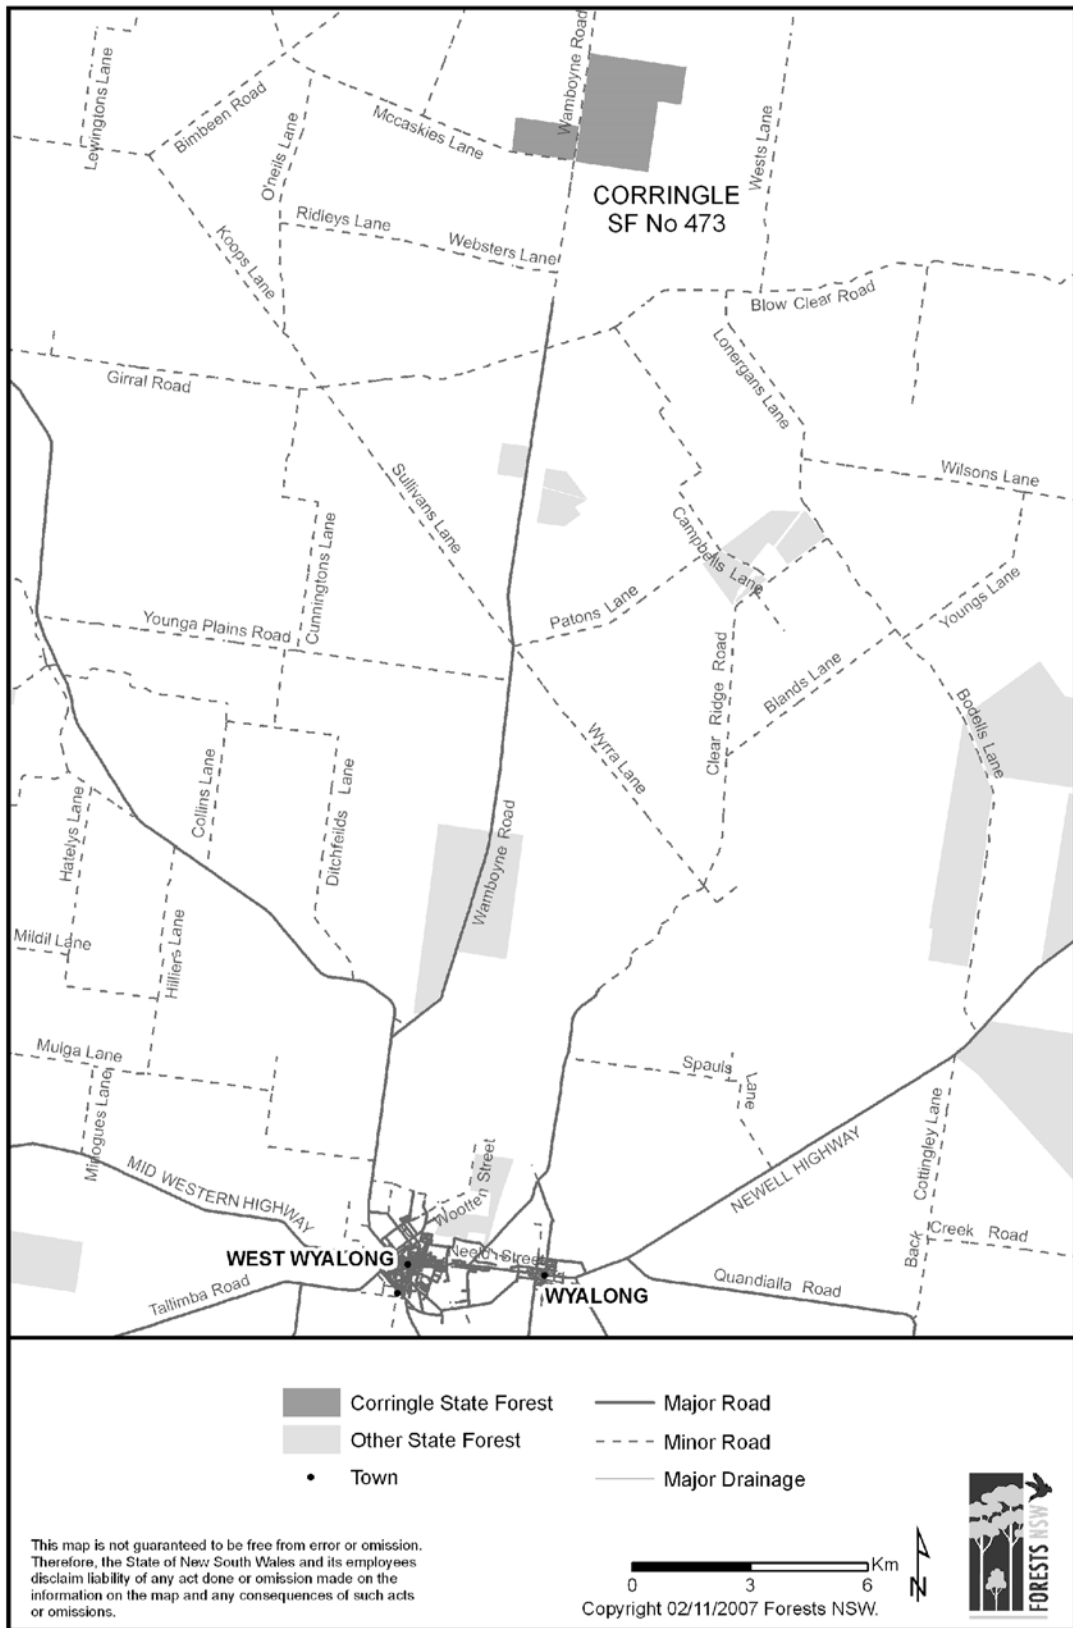 Lewingtons Lane
Bimbeen Road
O'neils Lane
Mccaskies Lane
Wamboyne Road
Wests Lane
CORRINGLE
SF No 473
Ridleys Lane
Websters Lane
Koops Lane
Blow Clear Road
Lonergans Lane
Girral Road
Sullivans Lane
Wilsons Lane
Cunningtons Lane
Campbells Lane
Younga Plains Road
Patons Lane
Youngs Lane
Clear Ridge Road
Blands Lane
Bodells Lane
Wyrra Lane
Collins Lane
Ditchfeilds Lane
Hatelys Lane
Wamboyne Road
Mildil Lane
Hilliers Lane
Mulga Lane
Minogues Lane
Spauls
Lane
Cottingley Lane
NEWELL HIGHWAY
MID WESTERN HIGHWAY
Wootten Street
Back
Creek Road
WEST WYALONG
Neeld Street
WYALONG
Tallimba Road
Quandialla Road
Corringle State Forest
Other State Forest
Town
Major Road
Minor Road
Major Drainage
This map is not guaranteed to be free from error or omission.
Therefore, the State of New South Wales and its employees
disclaim liability of any act done or omission made on the
information on the map and any consequences of such acts
or omissions.
Km
0 3 6
N
Copyright 02/11/2007 Forests NSW.
FORESTS NSW